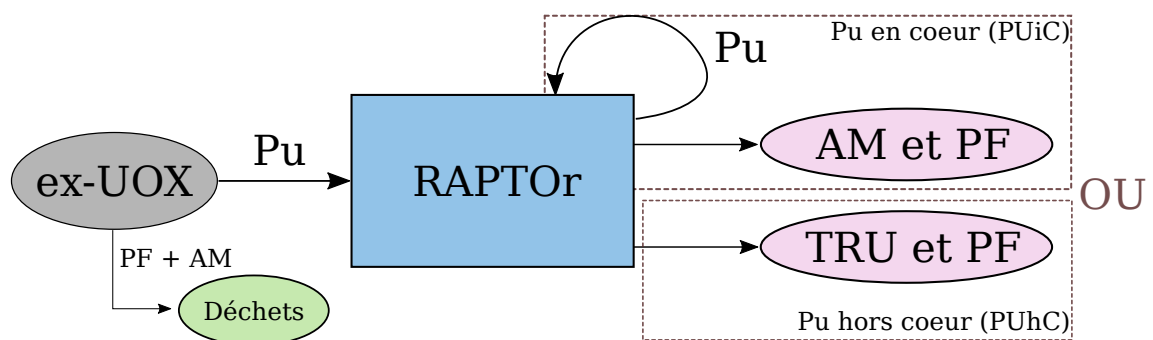 Pu en coeur (PUiC)
Pu
AM et PF
Pu
ex-UOX
RAPTOr
OU
TRU et PF
PF + AM
Déchets
Pu hors coeur (PUhC)